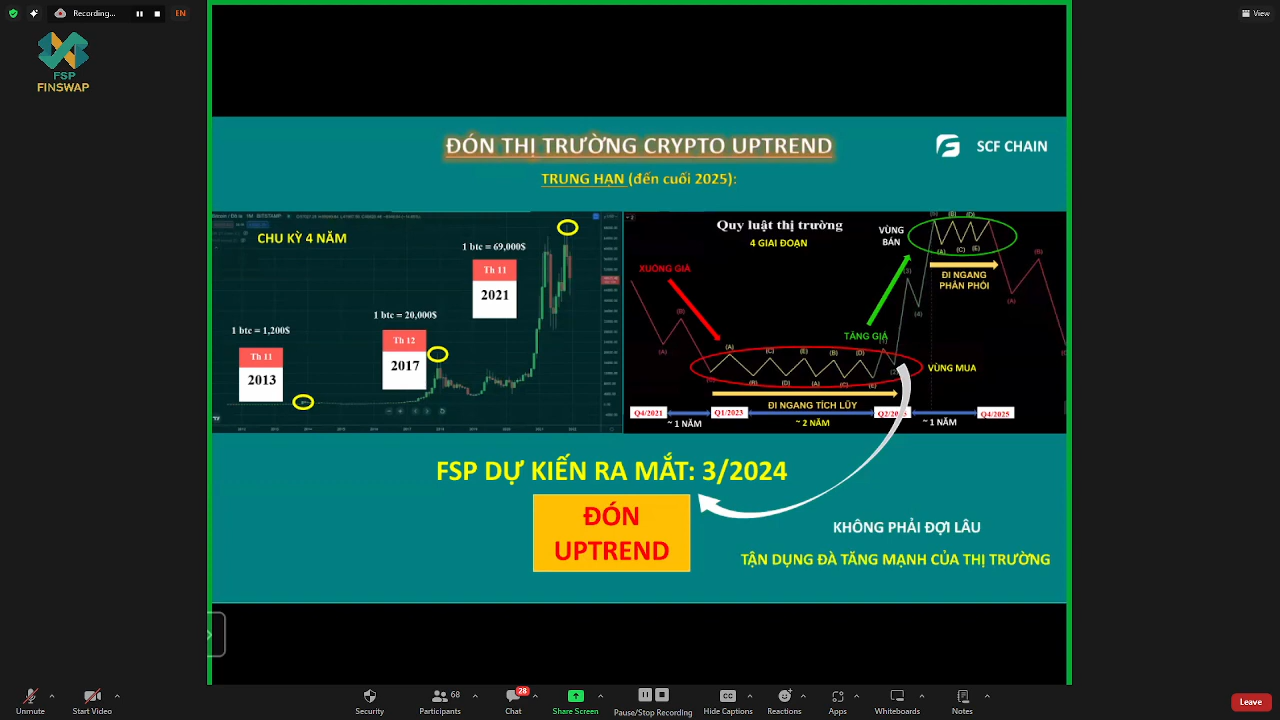 Recording...
EN
View
FSP
FINSWAP
ĐÓN THỊ TRƯỜNG CRYPTO UPTREND
SCF CHAIN
TRUNG HẠN (đến cuối 2025):
CHU KỲ 4 NĂM
1 btc = 69,000$
Th 11
2021
1 btc = 20,000$
Th 12
2017
1 btc = 1,200$
Th 11
2013
Quy luật thị trường
4 GIAI ĐOẠN
VÙNG
BÁN
XUỐNG GIÁ
ĐI NGANG
PHÂN PHỐI
TĂNG GIÁ
VÙNG MUA
ĐI NGANG TÍCH LŨY
Q4/2021
Q1/2023
Q4/2025
~ 1 NĂM
~ 2 NĂM
~ 1 NĂM
FSP DỰ KIẾN RA MẮT: 3/2024
ĐÓN
UPTREND
KHÔNG PHẢI ĐỢI LÂU
TẬN DỤNG ĐÀ TĂNG MẠNH CỦA THỊ TRƯỜNG
Unmute
Start Video
Security
68
Participants
28
Chat
Share Screen
Pause/Stop Recording
Hide Captions
Reactions
Apps
Whiteboards
Notes
Leave